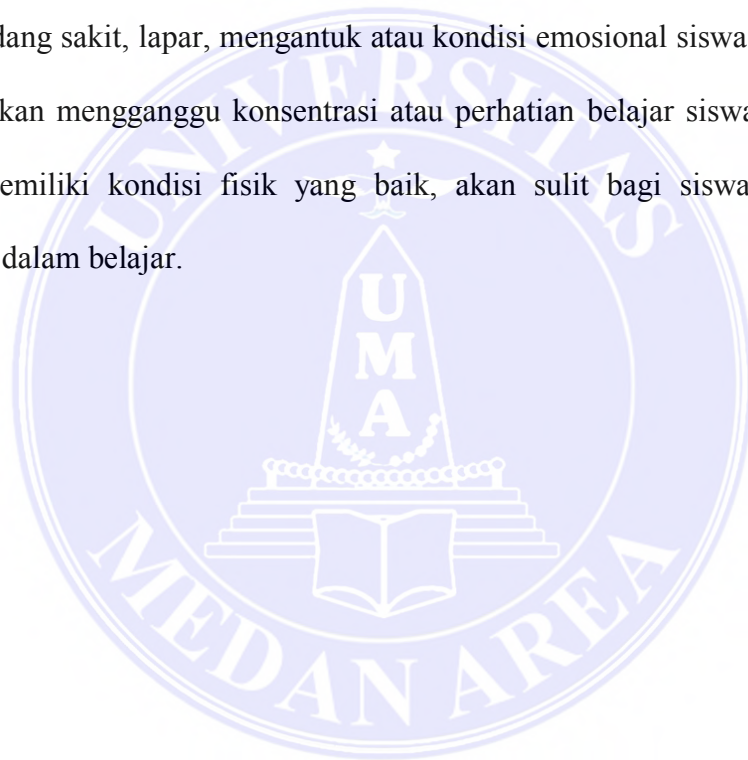 dang sakit, lapar, mengantuk atau kondisi emosional siswa
kan mengganggu konsentrasi atau perhatian belajar siswa
emiliki kondisi fisik yang baik, akan sulit bagi siswa
dalam belajar.
UNIVERSITAS
U
M
A
MEDAN AREA